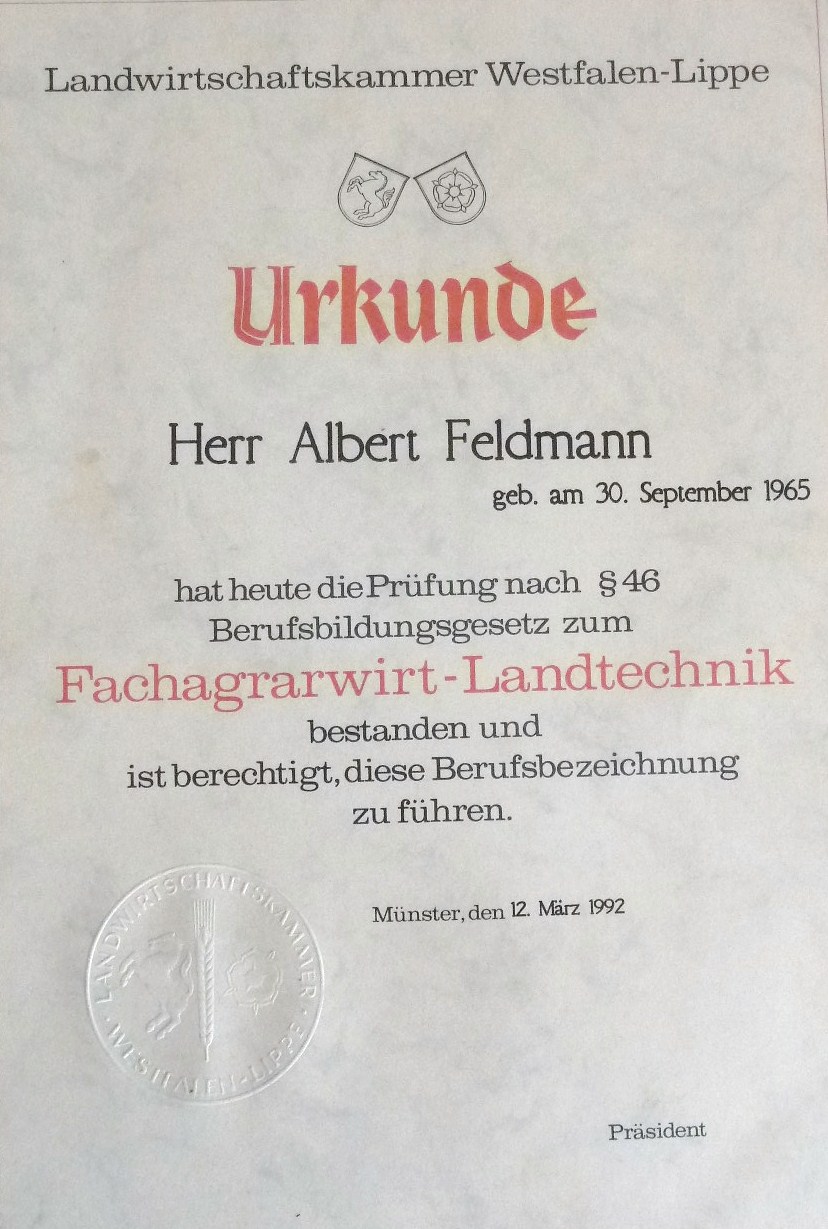 Landwirtschaftskammer Westfalen-Lippe
Urkunde
Herr Albert Feldmann
geb. am 30. September 1965
hat heute die Prüfung nach § 46
Berufsbildungsgesetz zum
Fachagrarwirt-Landtechnik
bestanden und
ist berechtigt, diese Berufsbezeichnung
zu führen.
Münster, den 12. März 1992
LANDWIRTSCHAFTSKAMMER
· WESTFALEN-LIPPE ·
Präsident